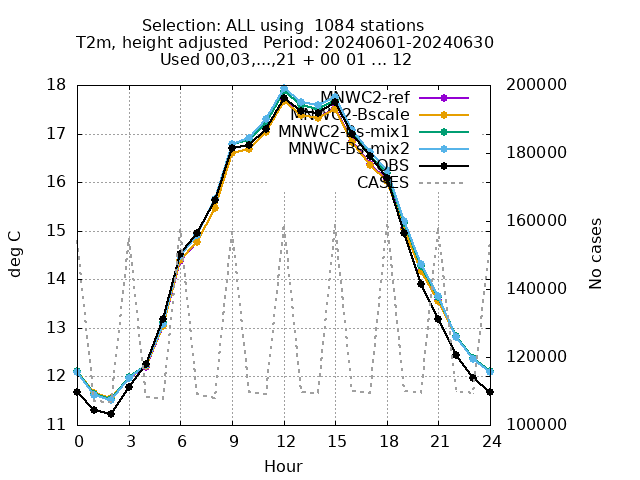 Selection: ALL using  1084 stations
T2m, height adjusted   Period: 20240601-20240630
Used 00,03,...,21 + 00 01 ... 12
18
17
16
15
14
13
12
11
deg C
200000
180000
160000
140000
120000
100000
No cases
MNWC2-ref
MNWC2-Bscale
MNWC2-Bs-mix1
MNWC-Bs-mix2
OBS
CASES
0
3
6
9
12
15
18
21
24
Hour